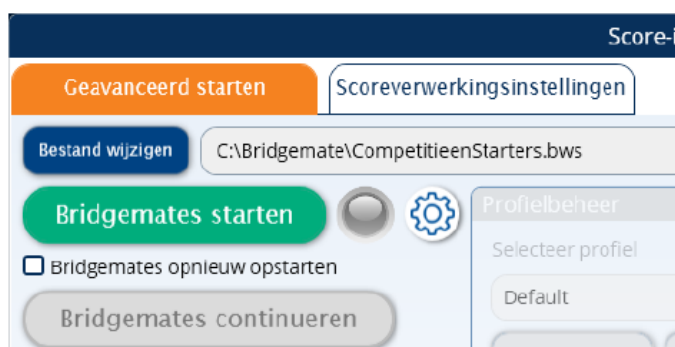 Score-i
Geavanceerd starten
Scoreverwerkingsinstellingen
Bestand wijzigen
C:\Bridgemate\CompetitieenStarters.bws
Bridgemates starten
Profielbeheer
Selecteer profiel
Bridgemates opnieuw opstarten
Default
Bridgemates continueren